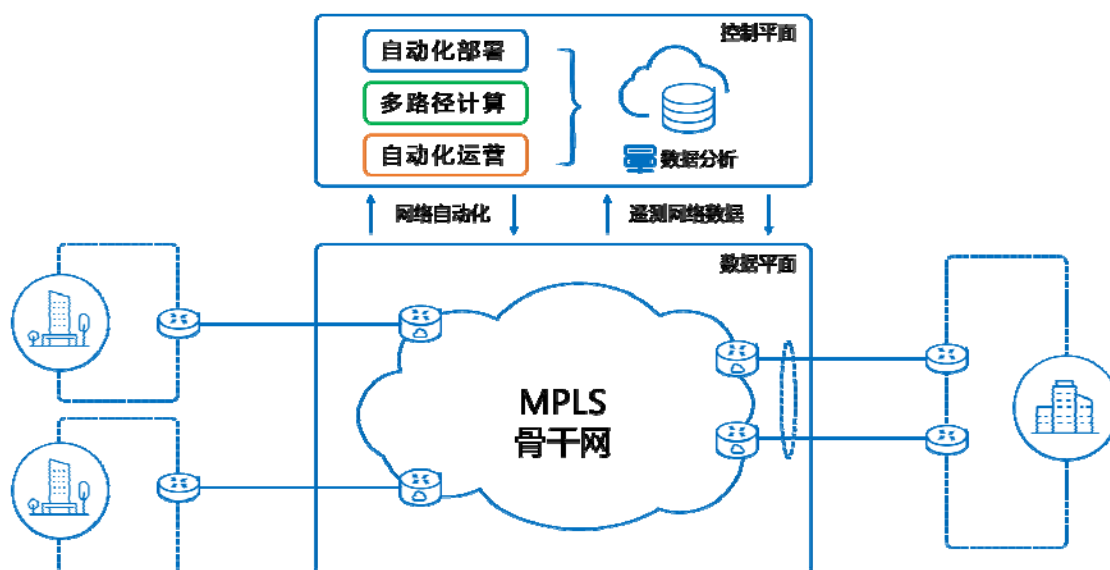 控制平面
自动化部署
多路径计算
自动化运营
数据分析
网络自动化
遥测网络数据
数据平面
MPLS
骨干网